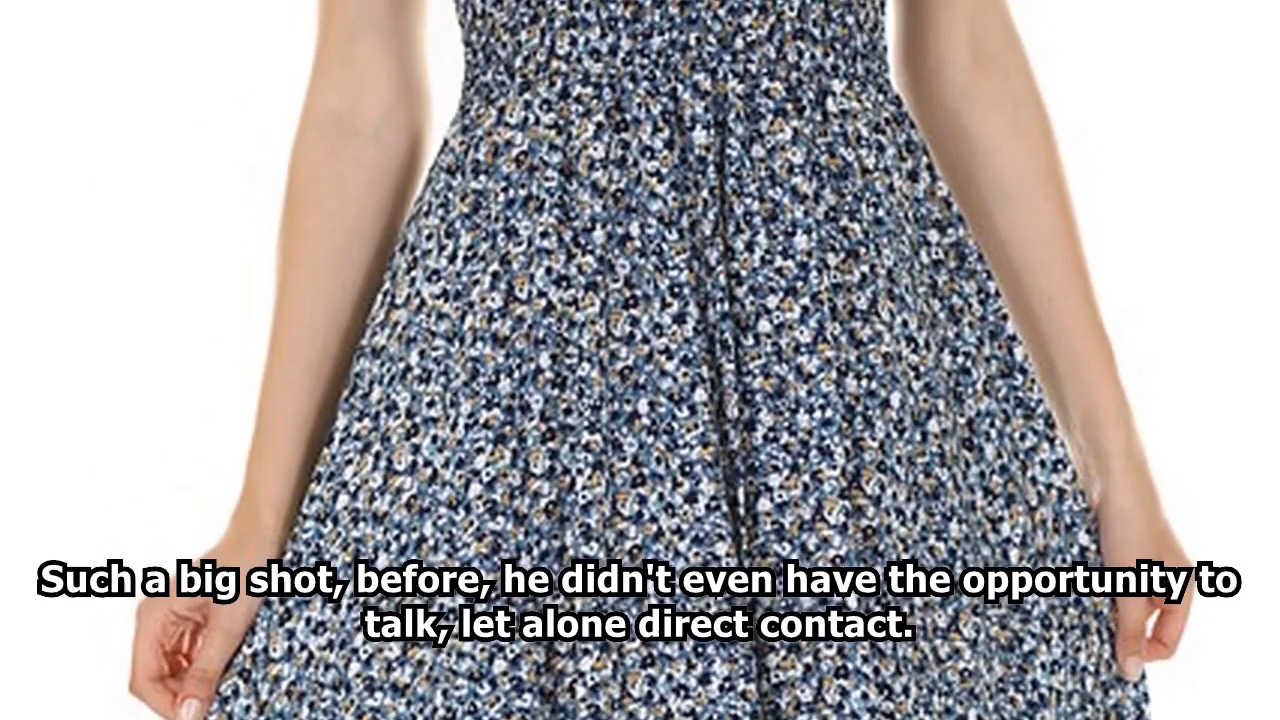 Such a big shot, before, he didn't even have the opportunity to
talk, let alone direct contact.